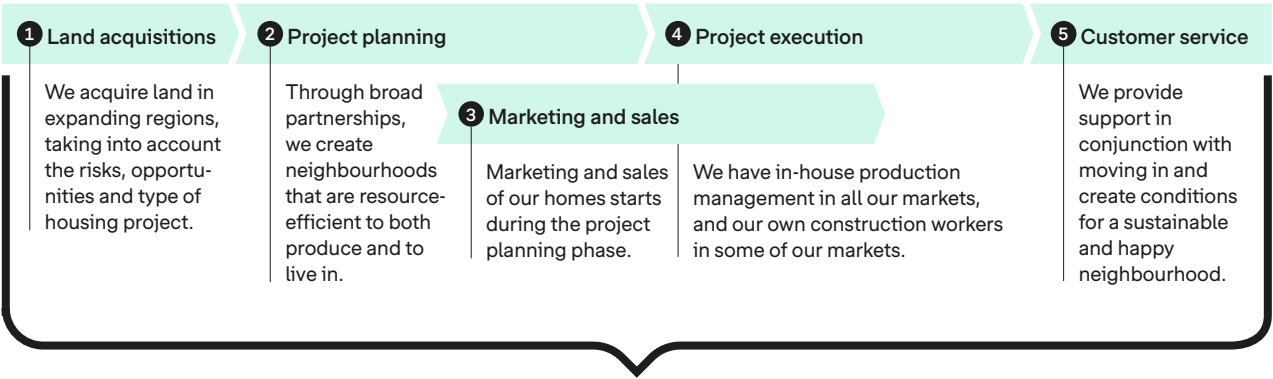 1 Land acquisitions
We acquire land in
expanding regions,
taking into account
the risks, opportu-
nities and type of
housing project.
2 Project planning
Through broad
partnerships,
we create
neighbourhoods
that are resource-
efficient to both
produce and to
live in.
3 Marketing and sales
Marketing and sales
of our homes starts
during the project
planning phase.
4 Project execution
We have in-house production
management in all our markets,
and our own construction workers
in some of our markets.
5 Customer service
We provide
support in
conjunction with
moving in and
create conditions
for a sustainable
and happy
neighbourhood.